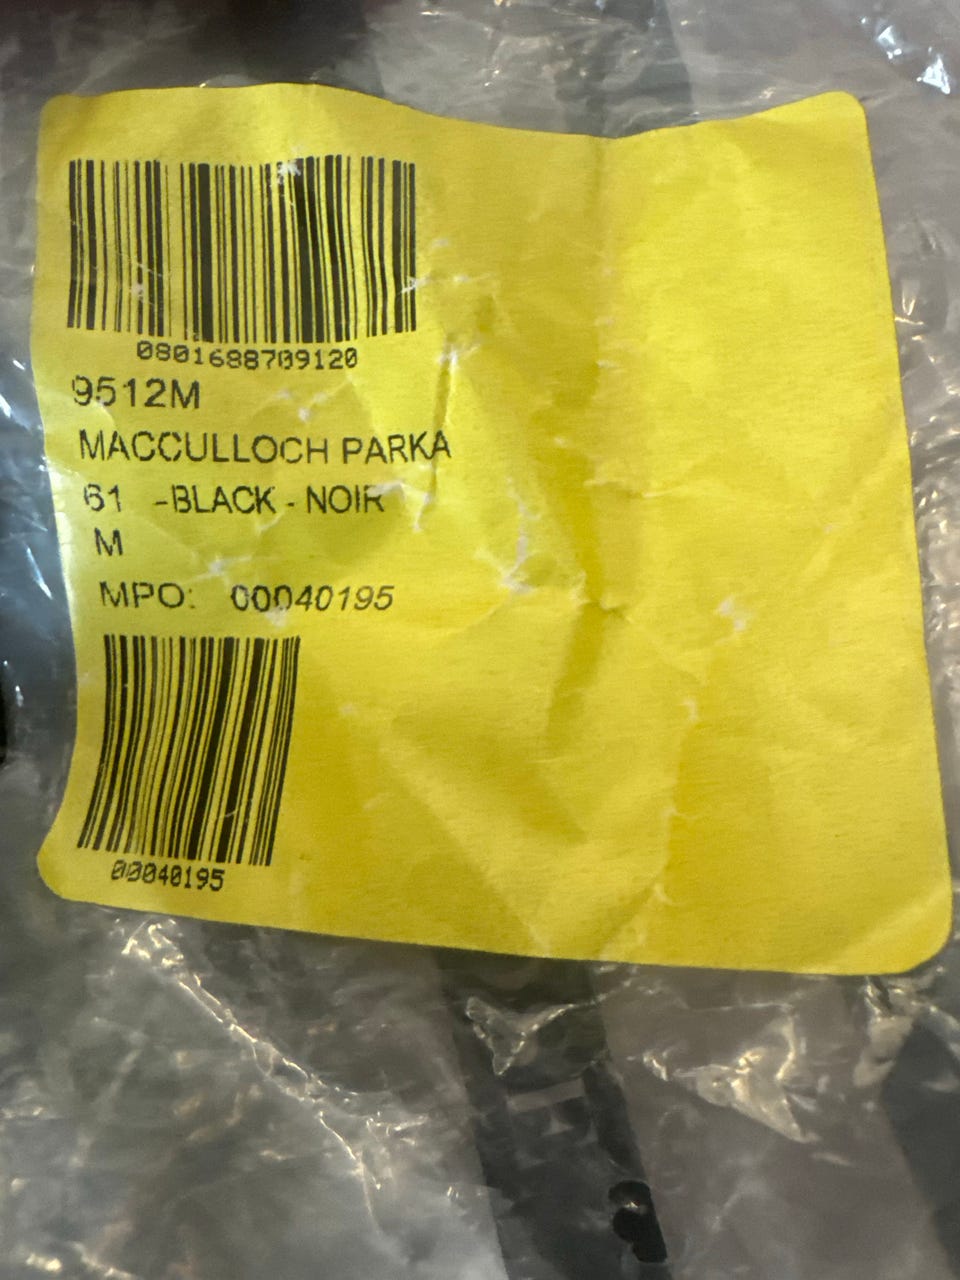 0801688709120
9512M
MACCULLOCH PARKA
61 -BLACK - NOIR
M
MPO: 00040195
00040195